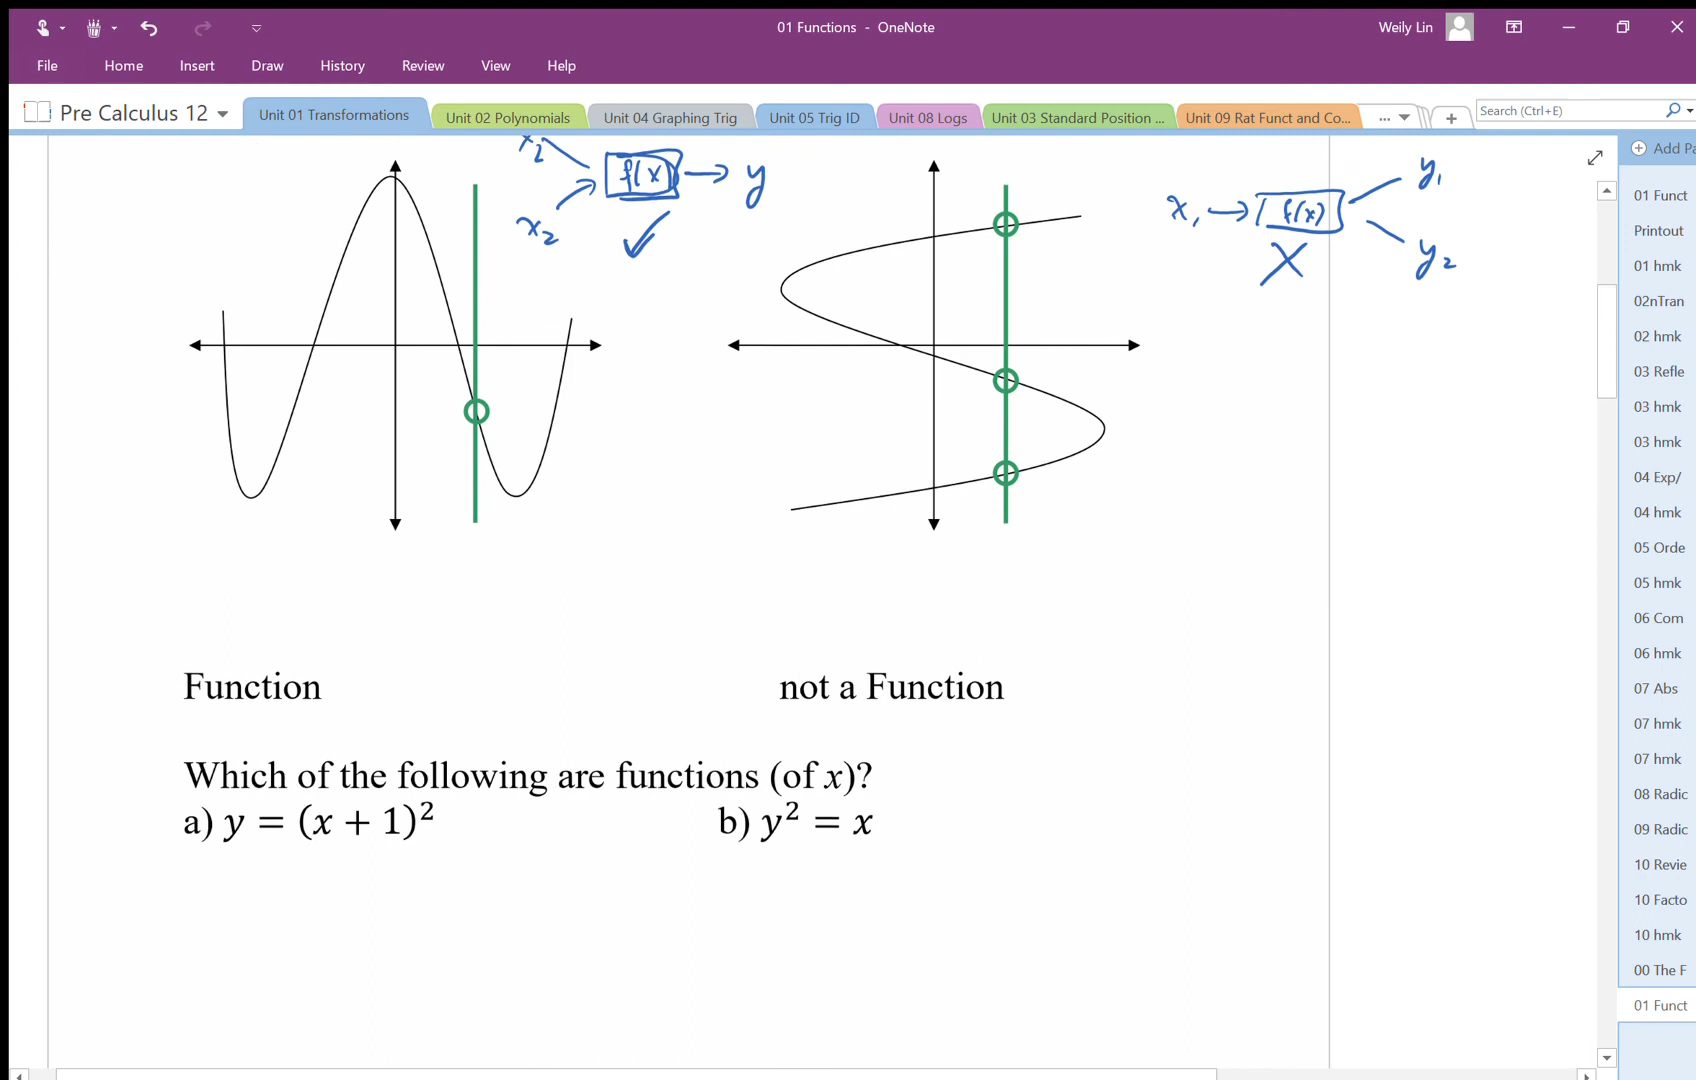 01 Functions - OneNote
Weily Lin
File Home Insert Draw History Review View Help
Pre Calculus 12
Unit 01 Transformations
Unit 02 Polynomials
Unit 04 Graphing Trig
Unit 05 Trig ID
Unit 08 Logs
Unit 03 Standard Position ...
Unit 09 Rat Funct and Co...
...
Search (Ctrl+E)
x₂
f(x)
y
x₂
x₁
f(x)
y₁
y₂
Function
not a Function
Which of the following are functions (of x)?
a) y = (x + 1)²
b) y² = x
Add Pa
01 Funct
Printout
01 hmk
02nTran
02 hmk
03 Refle
03 hmk
03 hmk
04 Exp/
04 hmk
05 Orde
05 hmk
06 Com
06 hmk
07 Abs
07 hmk
07 hmk
08 Radic
09 Radic
10 Revie
10 Facto
10 hmk
00 The F
01 Funct